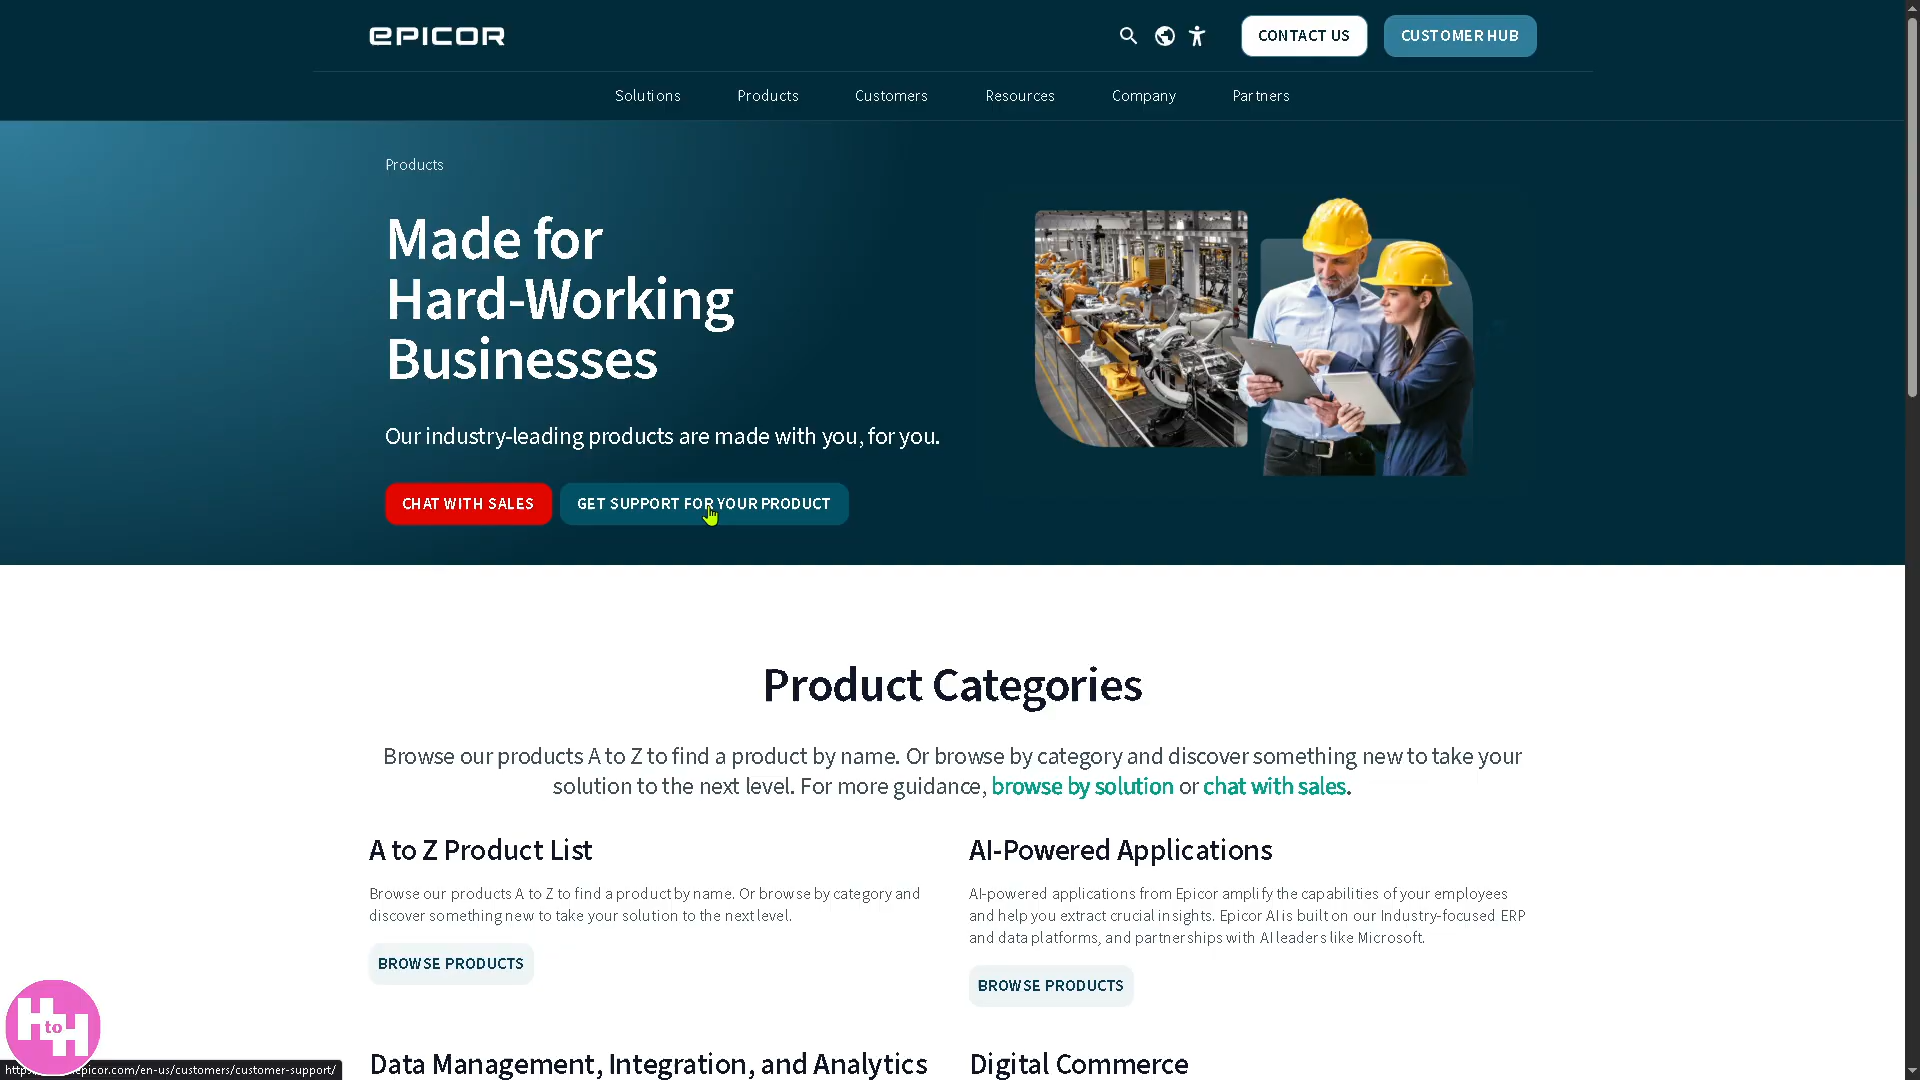 EPICOR
CONTACT US
CUSTOMER HUB
Solutions
Products
Customers
Resources
Company
Partners
Products
Made for
Hard-Working
Businesses
Our industry-leading products are made with you, for you.
CHAT WITH SALES
GET SUPPORT FOR YOUR PRODUCT
Product Categories
Browse our products A to Z to find a product by name. Or browse by category and discover something new to take your
solution to the next level. For more guidance, browse by solution or chat with sales.
A to Z Product List
Browse our products A to Z to find a product by name. Or browse by category and
discover something new to take your solution to the next level.
BROWSE PRODUCTS
AI-Powered Applications
AI-powered applications from Epicor amplify the capabilities of your employees
and help you extract crucial insights. Epicor AI is built on our Industry-focused ERP
and data platforms, and partnerships with AI leaders like Microsoft.
BROWSE PRODUCTS
Data Management, Integration, and Analytics
Digital Commerce
H to H
epicor.com/en-us/customers/customer-support/